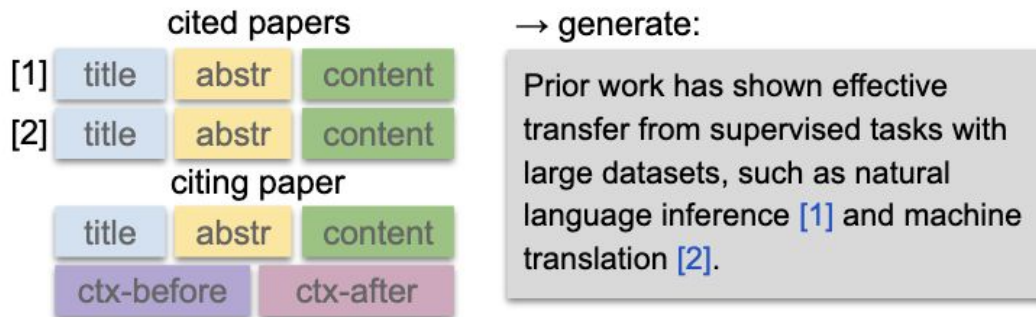 cited papers
[1] title abstr content
[2] title abstr content
citing paper
title abstr content
ctx-before ctx-after
→ generate:
Prior work has shown effective
transfer from supervised tasks with
large datasets, such as natural
language inference [1] and machine
translation [2].